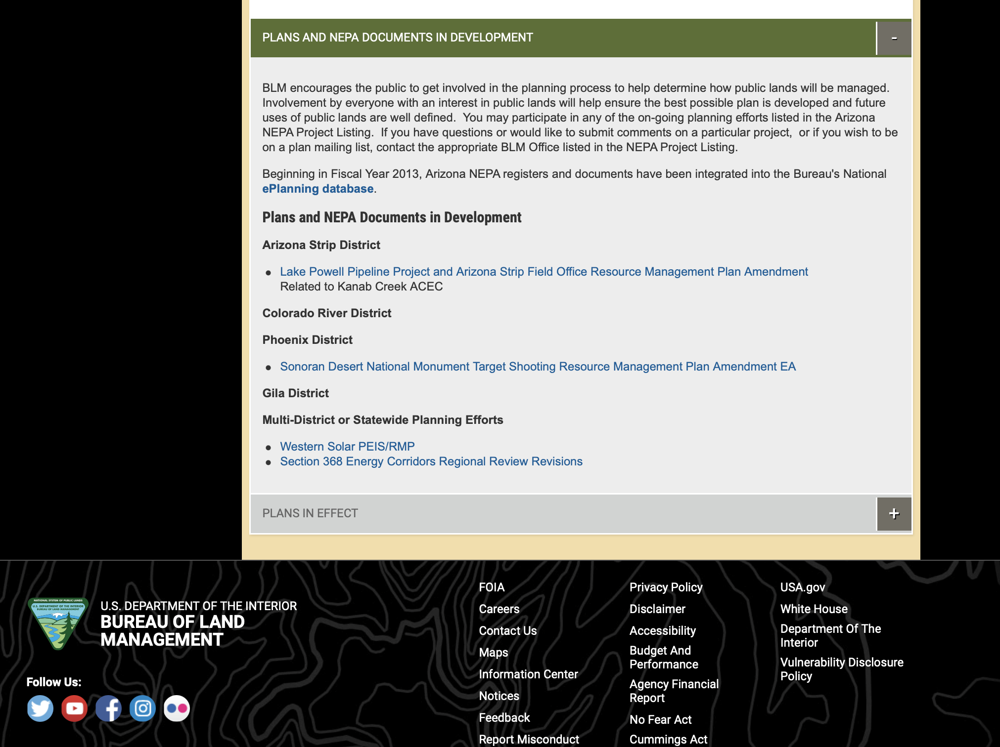 PLANS AND NEPA DOCUMENTS IN DEVELOPMENT
-
BLM encourages the public to get involved in the planning process to help determine how public lands will be managed.
Involvement by everyone with an interest in public lands will help ensure the best possible plan is developed and future
uses of public lands are well defined.  You may participate in any of the on-going planning efforts listed in the Arizona
NEPA Project Listing.  If you have questions or would like to submit comments on a particular project,  or if you wish to be
on a plan mailing list, contact the appropriate BLM Office listed in the NEPA Project Listing.
Beginning in Fiscal Year 2013, Arizona NEPA registers and documents have been integrated into the Bureau's National
ePlanning database.
Plans and NEPA Documents in Development
Arizona Strip District
● Lake Powell Pipeline Project and Arizona Strip Field Office Resource Management Plan Amendment
Related to Kanab Creek ACEC
Colorado River District
Phoenix District
● Sonoran Desert National Monument Target Shooting Resource Management Plan Amendment EA
Gila District
Multi-District or Statewide Planning Efforts
● Western Solar PEIS/RMP
● Section 368 Energy Corridors Regional Review Revisions
PLANS IN EFFECT
+
NATIONAL SYSTEM OF PUBLIC LANDS
U.S. DEPARTMENT OF THE INTERIOR
BUREAU OF LAND MANAGEMENT
U.S. DEPARTMENT OF THE INTERIOR
BUREAU OF LAND
MANAGEMENT
Follow Us:
FOIA
Careers
Contact Us
Maps
Information Center
Notices
Feedback
Report Misconduct
Privacy Policy
Disclaimer
Accessibility
Budget And
Performance
Agency Financial
Report
No Fear Act
Cummings Act
USA.gov
White House
Department Of The
Interior
Vulnerability Disclosure
Policy